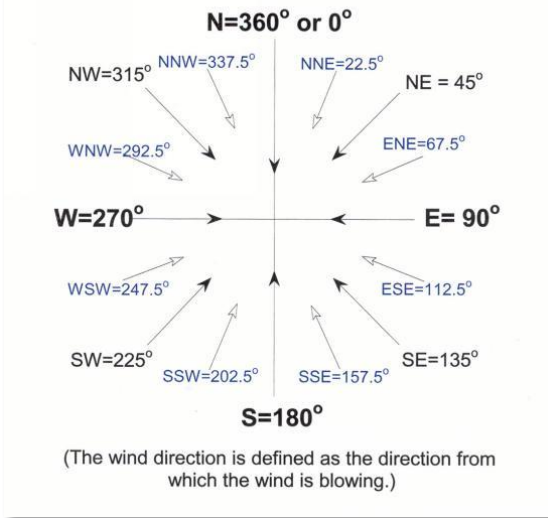 N=360° or 0°
NW=315°
NNW=337.5°
NNE=22.5°
NE = 45°
WNW=292.5°
ENE=67.5°
W=270°
E= 90°
WSW=247.5°
ESE=112.5°
SW=225°
SSW=202.5°
SSE=157.5°
SE=135°
S=180°
(The wind direction is defined as the direction from
which the wind is blowing.)